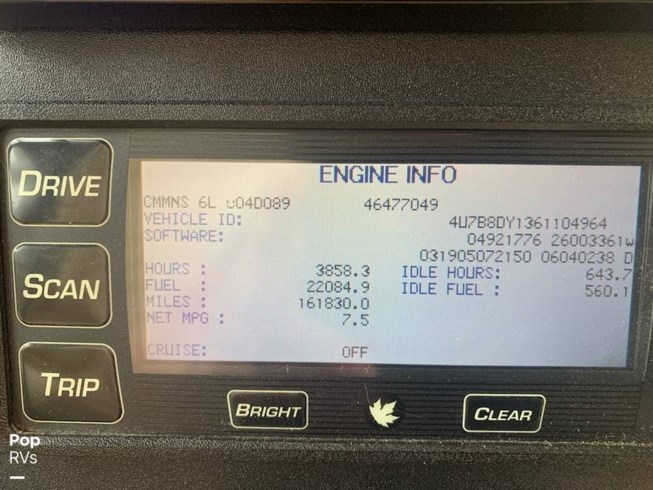 ENGINE INFO
CMMNS 6L u04D089 46477049
VEHICLE ID: 4U7B8DY1361104964
SOFTWARE: 04921776 26003361w
031905072150 06040238 D
HOURS : 3858.3 IDLE HOURS: 643.7
FUEL : 22084.9 IDLE FUEL : 560.1
MILES : 161830.0
NET MPG : 7.5
CRUISE: OFF
DRIVE
SCAN
TRIP
BRIGHT
CLEAR
Pop
RVs